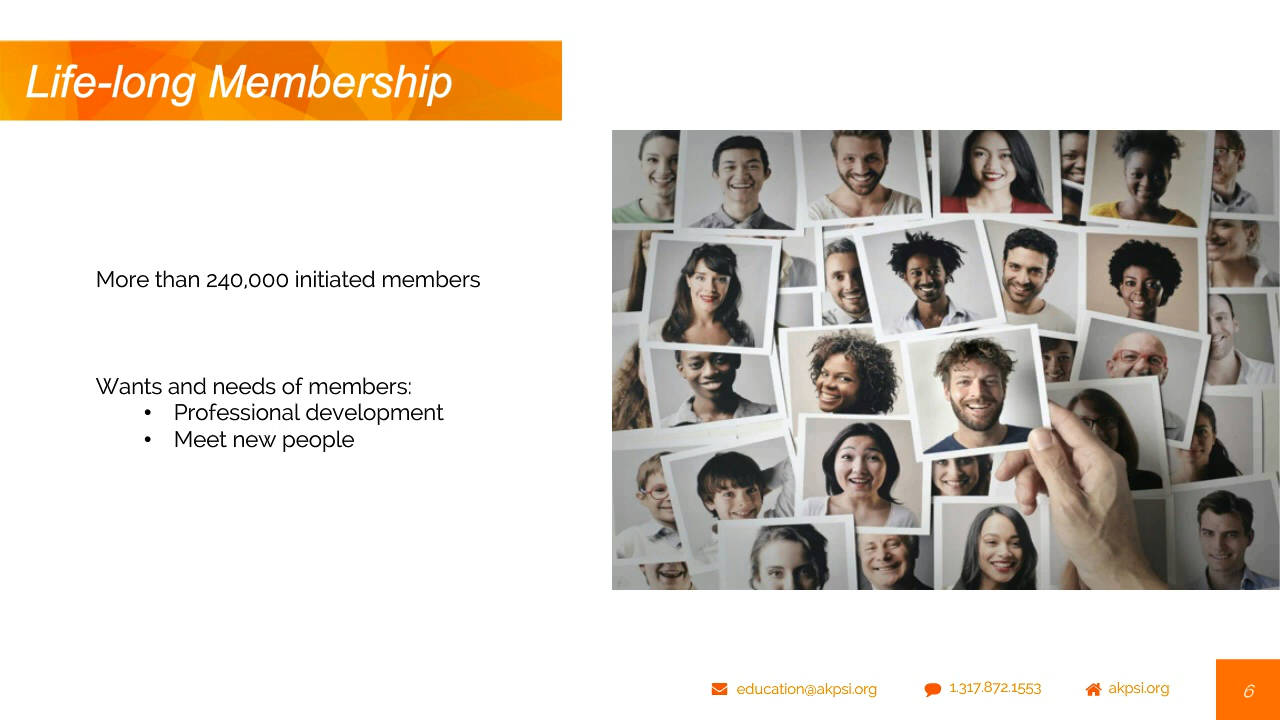 Life-long Membership
More than 240,000 initiated members
Wants and needs of members:
• Professional development
• Meet new people
education@akpsi.org
1.317.872.1553
akpsi.org
6